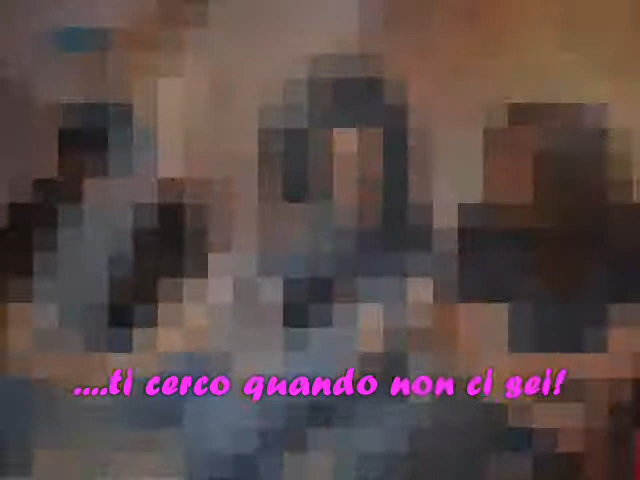 ....ti cerco quando non ci sei!